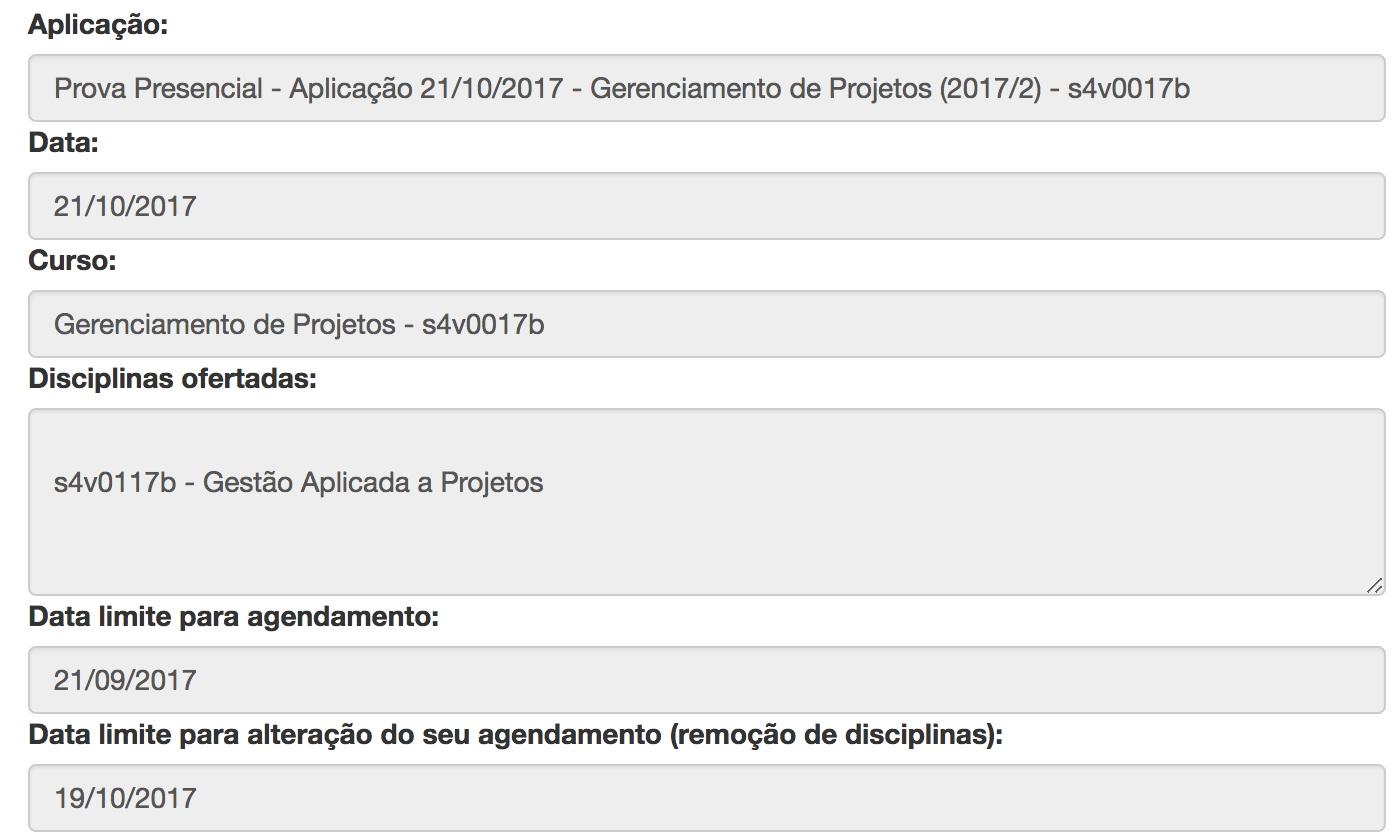 Aplicação:
Prova Presencial - Aplicação 21/10/2017 - Gerenciamento de Projetos (2017/2) - s4v0017b
Data:
21/10/2017
Curso:
Gerenciamento de Projetos - s4v0017b
Disciplinas ofertadas:
s4v0117b - Gestão Aplicada a Projetos
Data limite para agendamento:
21/09/2017
Data limite para alteração do seu agendamento (remoção de disciplinas):
19/10/2017